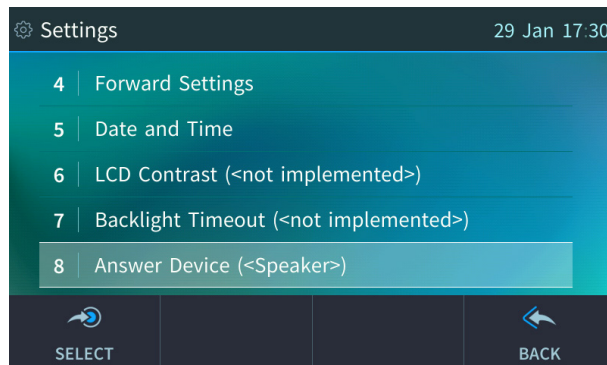 Settings 29 Jan 17:30
4 Forward Settings
5 Date and Time
6 LCD Contrast (<not implemented>)
7 Backlight Timeout (<not implemented>)
8 Answer Device (<Speaker>)
SELECT BACK